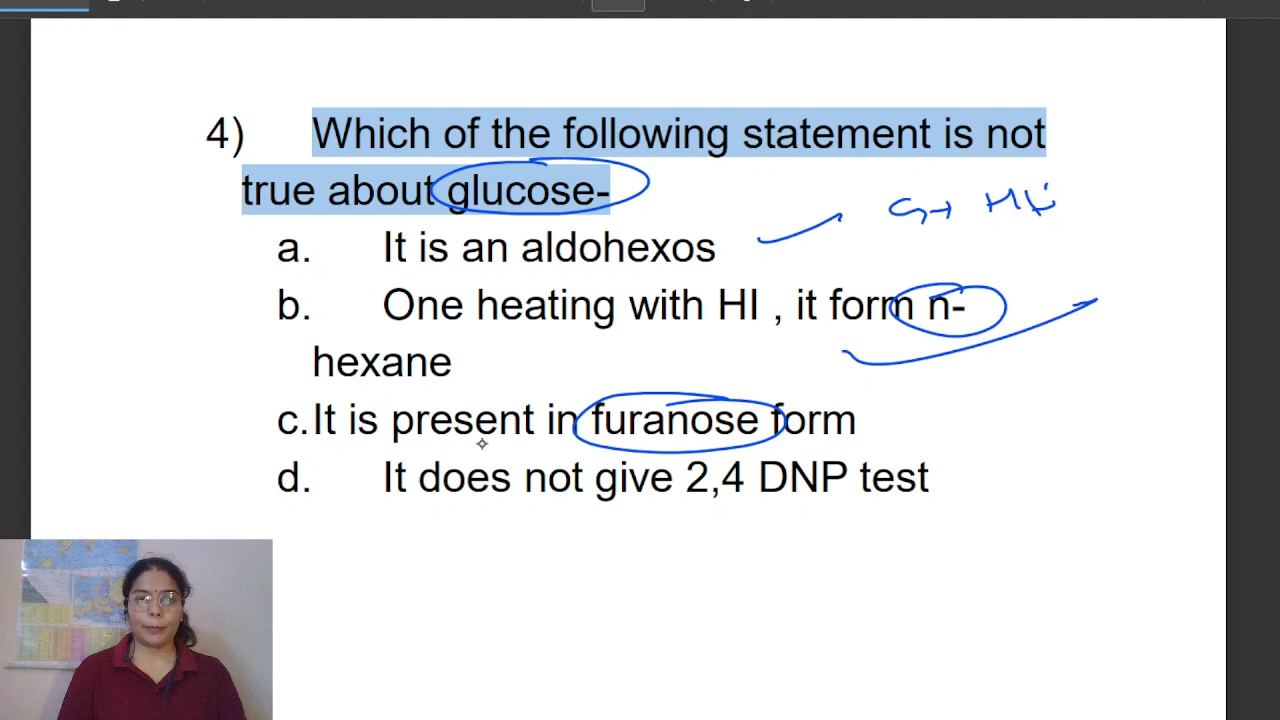 4) Which of the following statement is not
true about glucose-
a. It is an aldohexos
b. One heating with HI , it form n-
hexane
c. It is present in furanose form
d. It does not give 2,4 DNP test